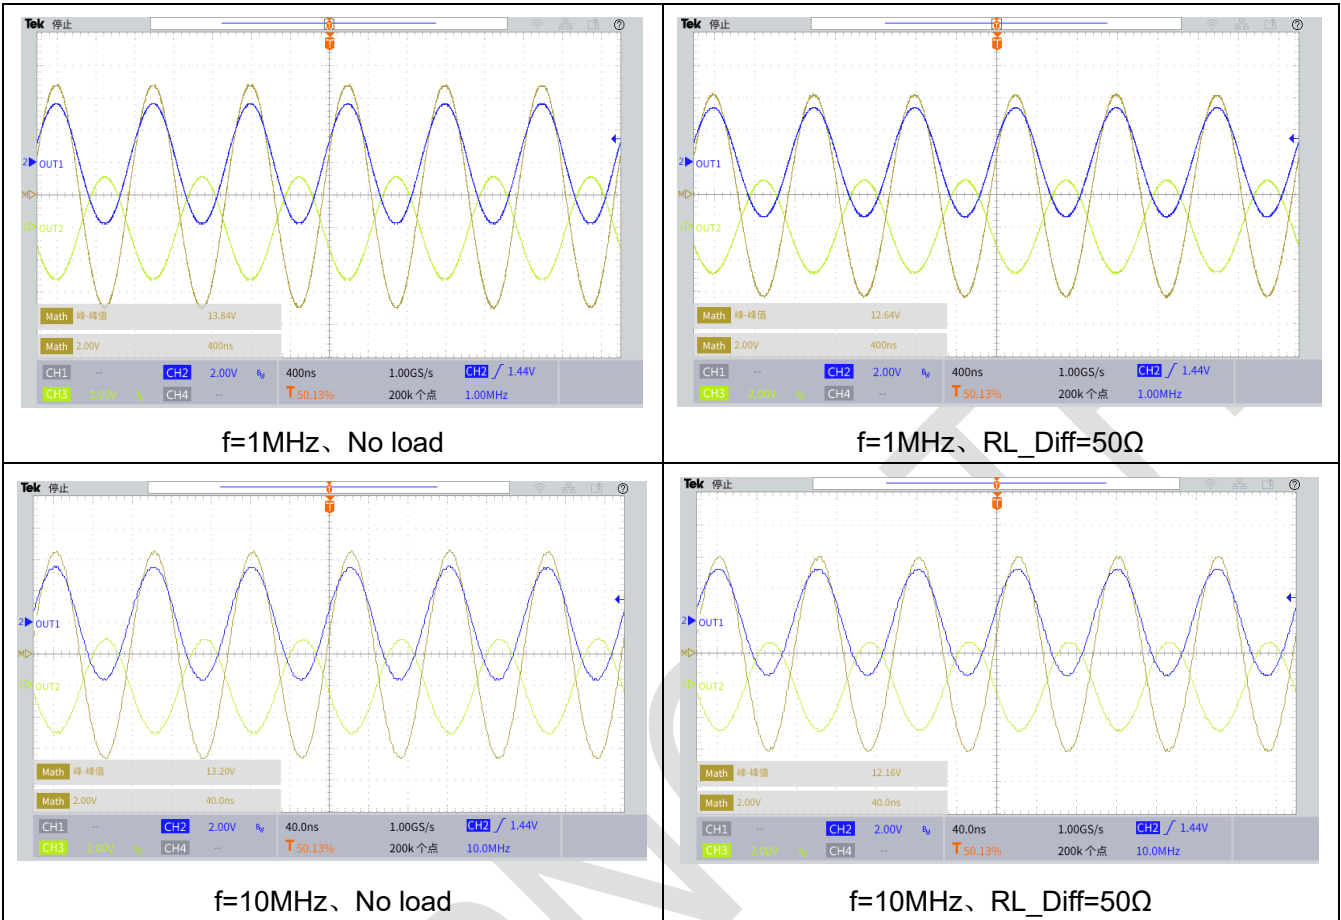 Tek 停止
T
T
2 OUT1
M
OUT2
Math 峰-峰值 13.84V
Math 2.00V 400ns
CH1 -- CH2 2.00V 400ns 1.00GS/s CH2 1.44V
CH3 2.00V CH4 -- T 50.13% 200k 个点 1.00MHz
f=1MHz、No load
Tek 停止
T
T
2 OUT1
M
OUT2
Math 峰-峰值 12.64V
Math 2.00V 400ns
CH1 -- CH2 2.00V 400ns 1.00GS/s CH2 1.44V
CH3 2.00V CH4 -- T 50.13% 200k 个点 1.00MHz
f=1MHz、RL_Diff=50Ω
Tek 停止
T
T
2 OUT1
M
OUT2
Math 峰-峰值 13.20V
Math 2.00V 40.0ns
CH1 -- CH2 2.00V 40.0ns 1.00GS/s CH2 1.44V
CH3 2.00V CH4 -- T 50.13% 200k 个点 10.0MHz
f=10MHz、No load
Tek 停止
T
T
2 OUT1
M
OUT2
Math 峰-峰值 12.16V
Math 2.00V 40.0ns
CH1 -- CH2 2.00V 40.0ns 1.00GS/s CH2 1.44V
CH3 2.00V CH4 -- T 50.13% 200k 个点 10.0MHz
f=10MHz、RL_Diff=50Ω